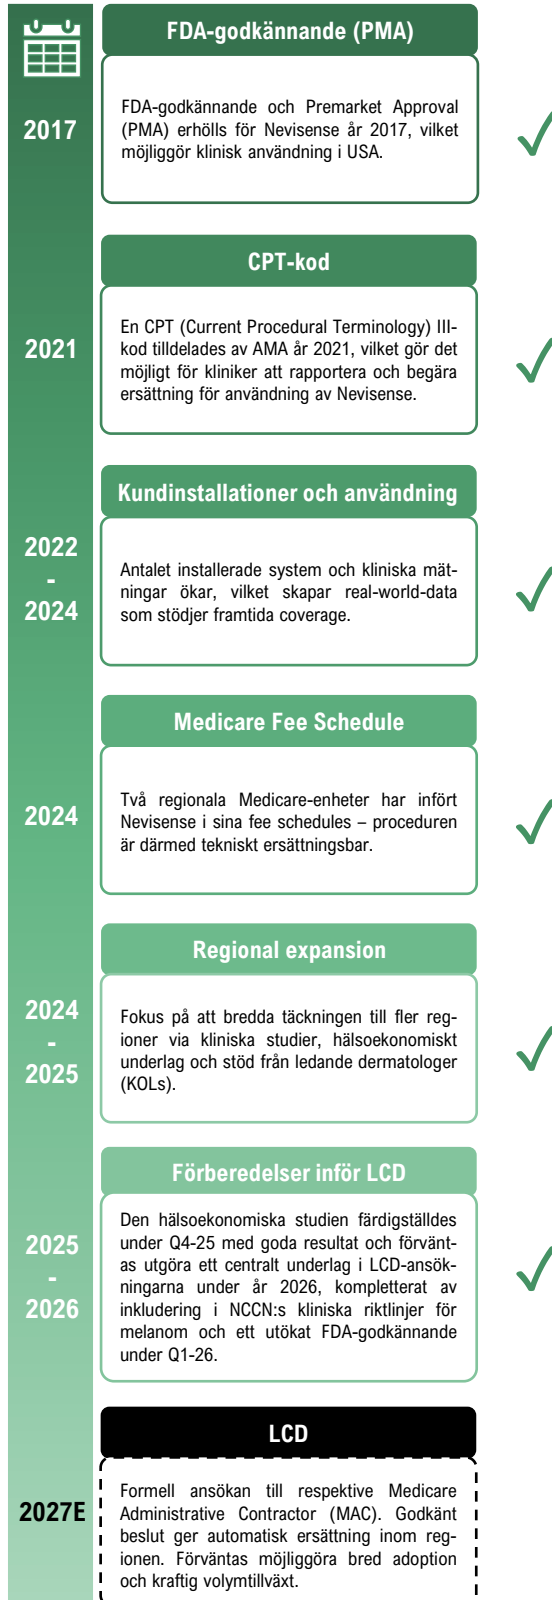 FDA-godkännande (PMA)
2017
FDA-godkännande och Premarket Approval
(PMA) erhölls för Nevisense år 2017, vilket
möjliggör klinisk användning i USA.
CPT-kod
2021
En CPT (Current Procedural Terminology) III-
kod tilldelades av AMA år 2021, vilket gör det
möjligt för kliniker att rapportera och begära
ersättning för användning av Nevisense.
Kundinstallationer och användning
2022
-
2024
Antalet installerade system och kliniska mät-
ningar ökar, vilket skapar real-world-data
som stödjer framtida coverage.
Medicare Fee Schedule
2024
Två regionala Medicare-enheter har infört
Nevisense i sina fee schedules – proceduren
är därmed tekniskt ersättningsbar.
Regional expansion
2024
-
2025
Fokus på att bredda täckningen till fler reg-
ioner via kliniska studier, hälsoekonomiskt
underlag och stöd från ledande dermatologer
(KOLs).
Förberedelser inför LCD
2025
-
2026
Den hälsoekonomiska studien färdigställdes
under Q4-25 med goda resultat och förvänt-
as utgöra ett centralt underlag i LCD-ansök-
ningarna under år 2026, kompletterat av
inkludering i NCCN:s kliniska riktlinjer för
melanom och ett utökat FDA-godkännande
under Q1-26.
LCD
2027E
Formell ansökan till respektive Medicare
Administrative Contractor (MAC). Godkänt
beslut ger automatisk ersättning inom reg-
ionen. Förväntas möjliggöra bred adoption
och kraftig volymtillväxt.